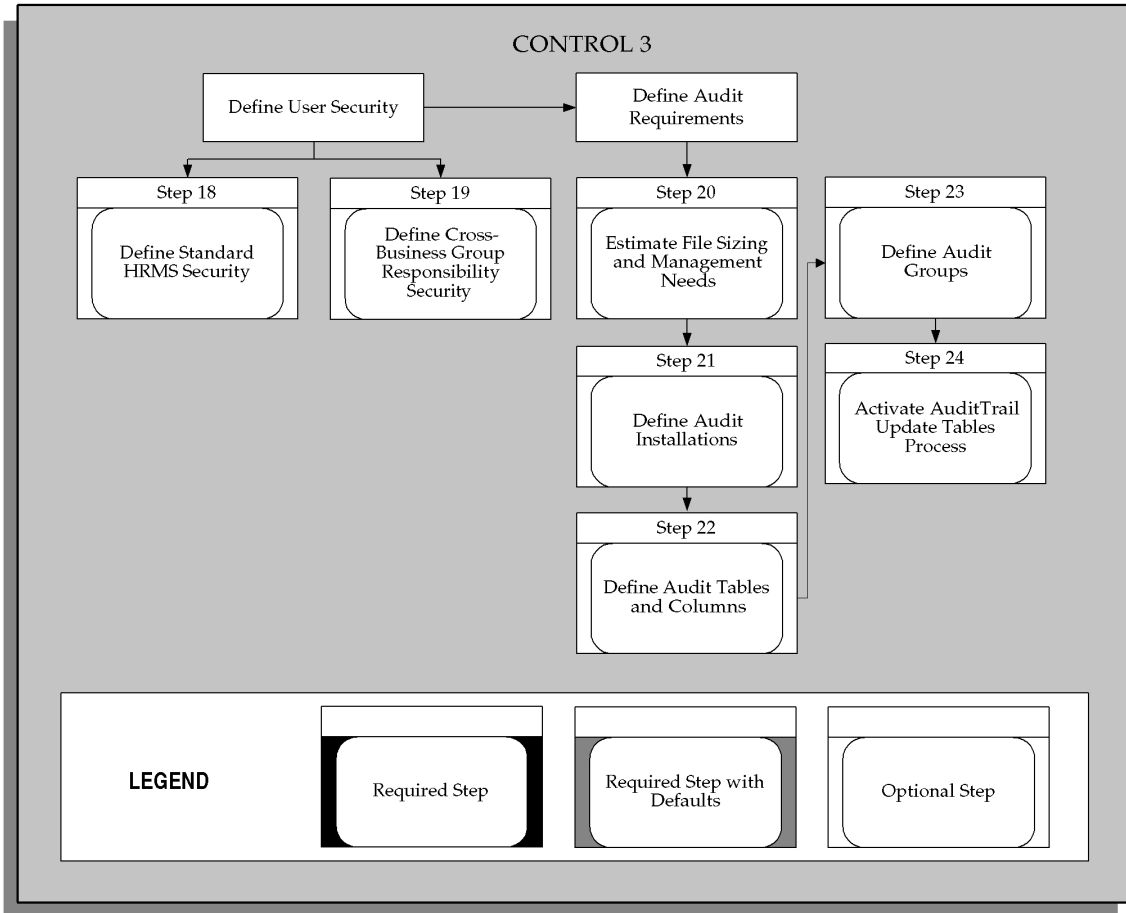 CONTROL 3
Define User Security
Define Audit
Requirements
Step 18
Define Standard
HRMS Security
Step 19
Define Cross-
Business Group
Responsibility
Security
Step 20
Estimate File Sizing
and Management
Needs
Step 21
Define Audit
Installations
Step 22
Define Audit Tables
and Columns
Step 23
Define Audit
Groups
Step 24
Activate AuditTrail
Update Tables
Process
LEGEND
Required Step
Required Step with
Defaults
Optional Step